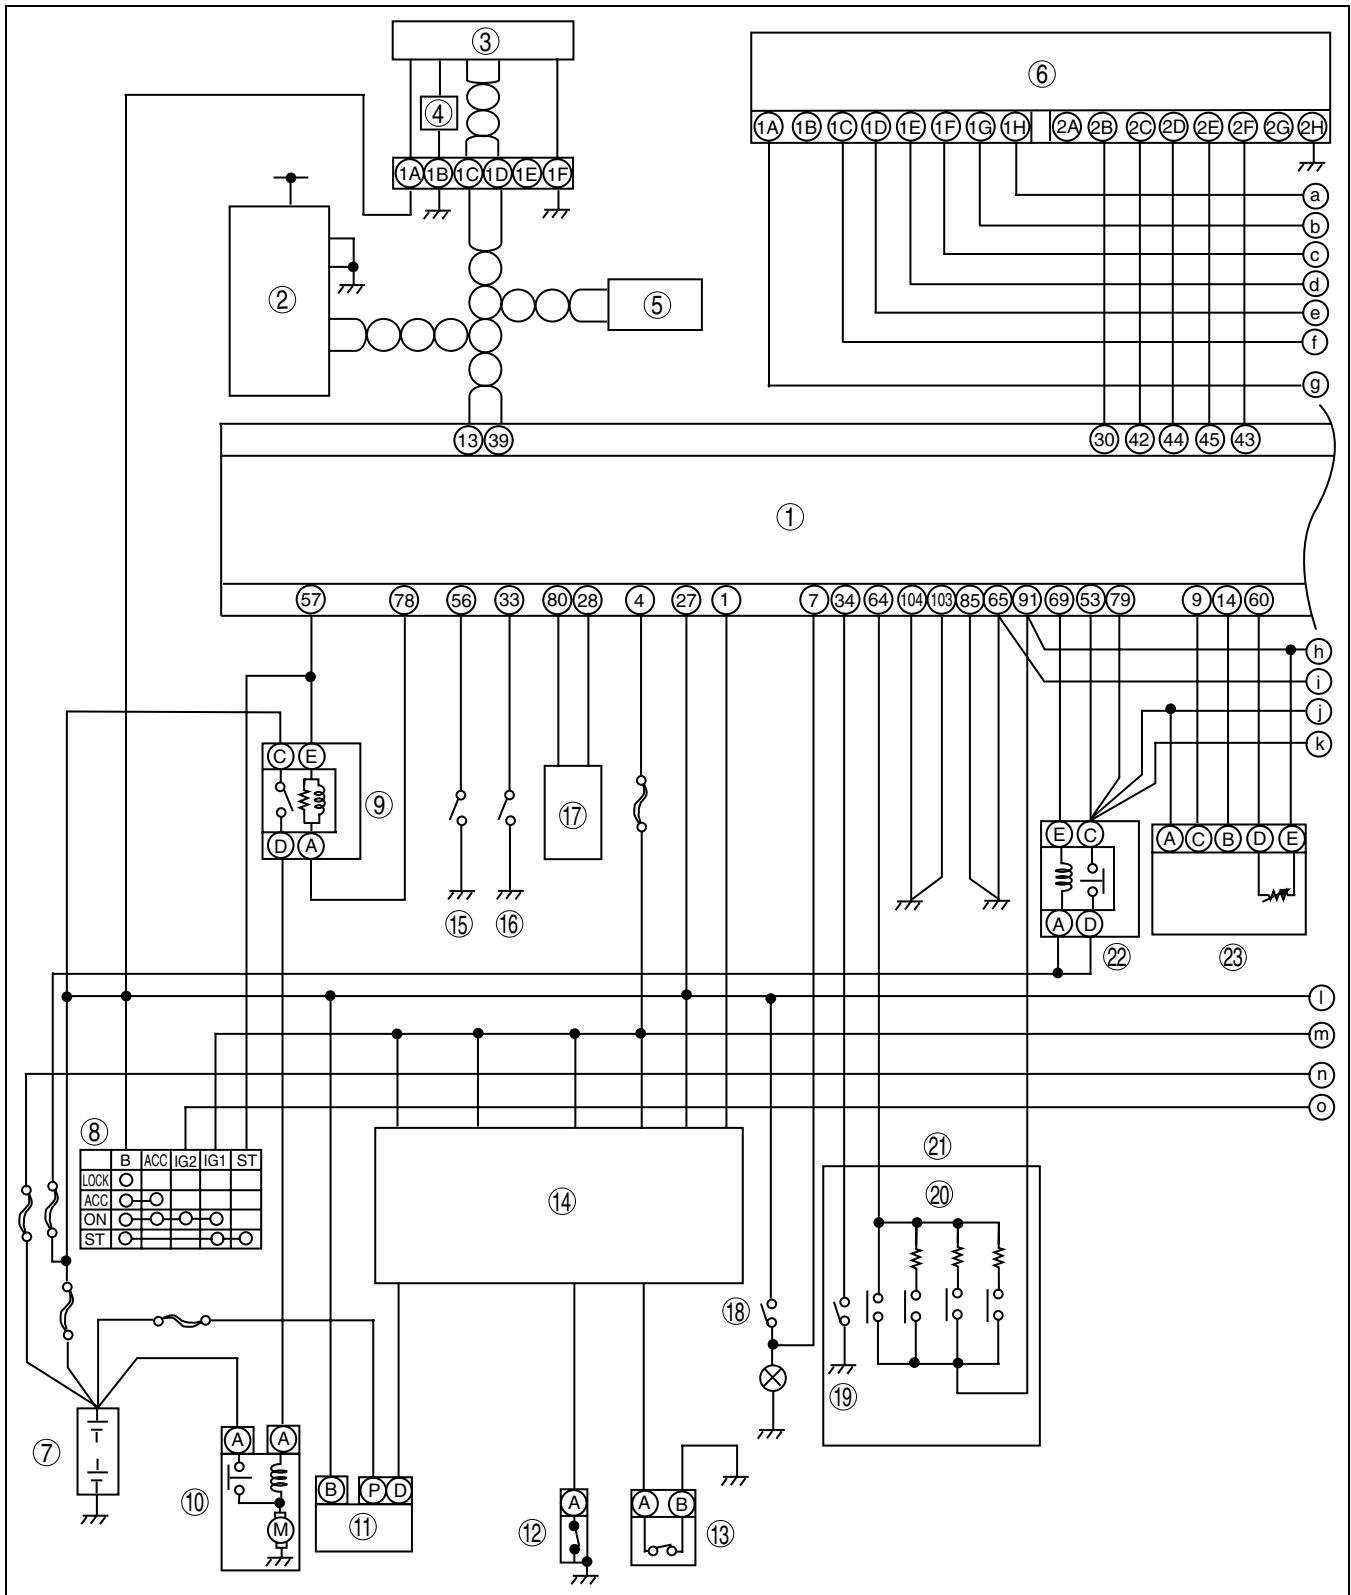 ③
⑥
④
1A 1B 1C 1D 1E 1F 1G 1H 2A 2B 2C 2D 2E 2F 2G 2H
1A 1B 1C 1D 1E 1F
a
b
c
②
⑤
d
e
f
g
13 39 30 42 44 45 43
①
57 78 56 33 80 28 4 27 1 7 34 64 104 103 85 65 91 69 53 79 9 14 60
h
i
j
k
C E
⑨
⑰
D A
E C
A C B D E
⑮ ⑯
A D
㉒ ㉓
l
m
n
o
⑧
㉑
B ACC IG2 IG1 ST
LOCK
ACC
ON
ST
⑭
⑳
⑱
⑲
⑦
A A
⑩
B P D
M
⑪
A
⑫
A B
⑬